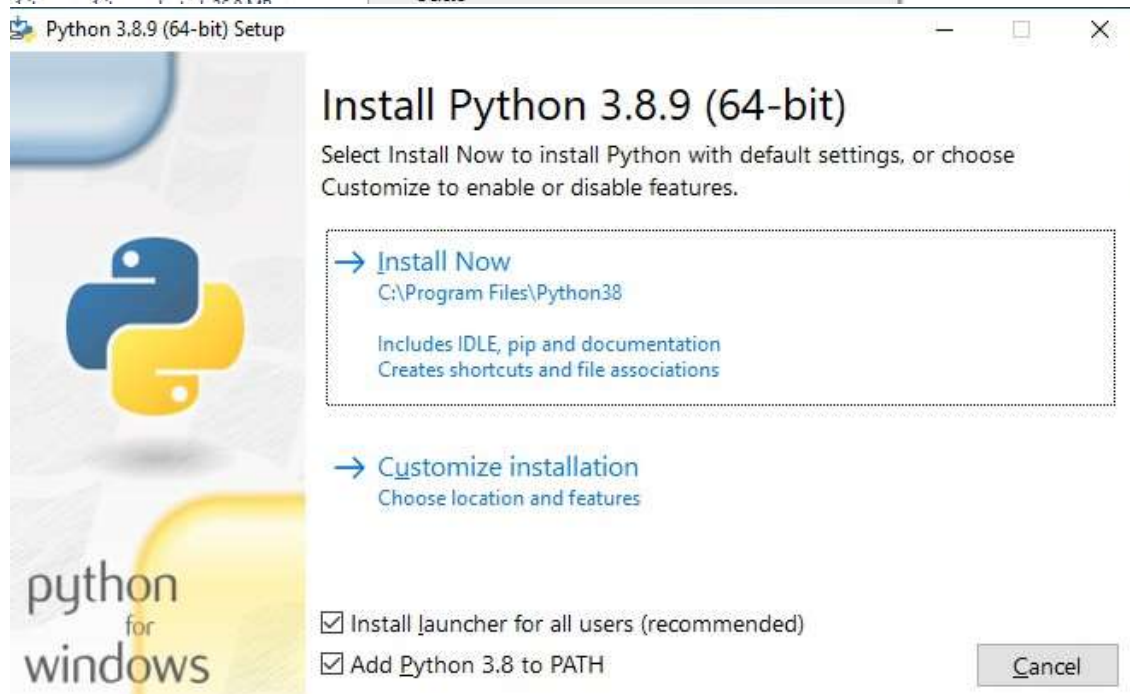 Python 3.8.9 (64-bit) Setup
Install Python 3.8.9 (64-bit)
Select Install Now to install Python with default settings, or choose
Customize to enable or disable features.
Install Now
C:\Program Files\Python38
Includes IDLE, pip and documentation
Creates shortcuts and file associations
Customize installation
Choose location and features
python
for
windows
Install launcher for all users (recommended)
Add Python 3.8 to PATH
Cancel